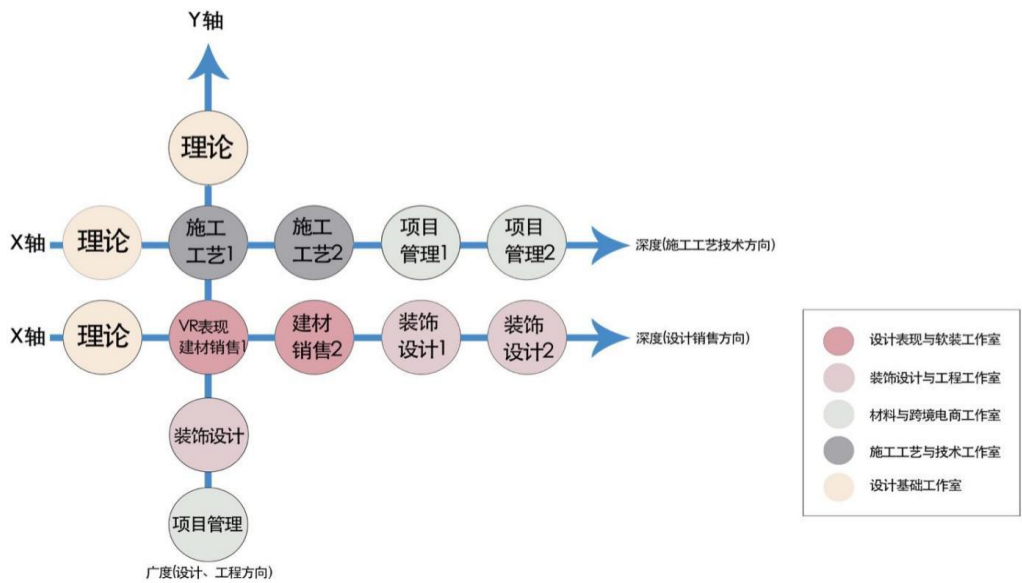 Y轴
理论
X轴
理论
施工
工艺1
施工
工艺2
项目
管理1
项目
管理2
深度(施工工艺技术方向)
X轴
理论
VR表现
建材销售1
建材
销售2
装饰
设计1
装饰
设计2
深度(设计销售方向)
装饰设计
项目管理
广度(设计、工程方向)
设计表现与软装工作室
装饰设计与工程工作室
材料与跨境电商工作室
施工工艺与技术工作室
设计基础工作室